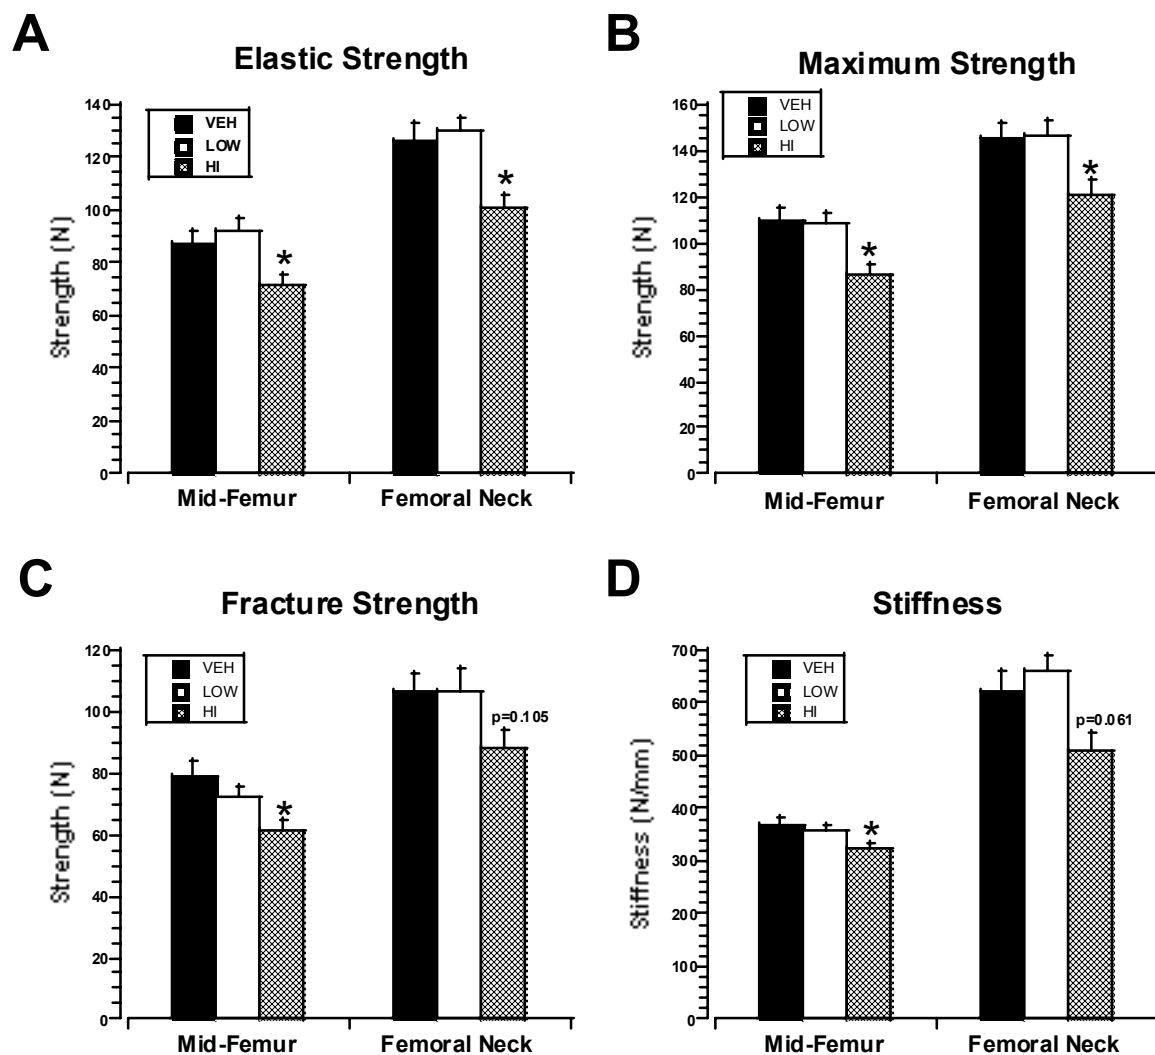 A
Elastic Strength
140
120
100
80
60
40
20
0
Strength (N)
VEH
LOW
HI
*
*
Mid-Femur
Femoral Neck
B
Maximum Strength
160
140
120
100
80
60
40
20
0
Strength (N)
VEH
LOW
HI
*
*
Mid-Femur
Femoral Neck
C
Fracture Strength
120
100
80
60
40
20
0
Strength (N)
VEH
LOW
HI
*
p=0.105
Mid-Femur
Femoral Neck
D
Stiffness
700
600
500
400
300
200
100
0
Stiffness (N/mm)
VEH
LOW
HI
*
p=0.061
Mid-Femur
Femoral Neck